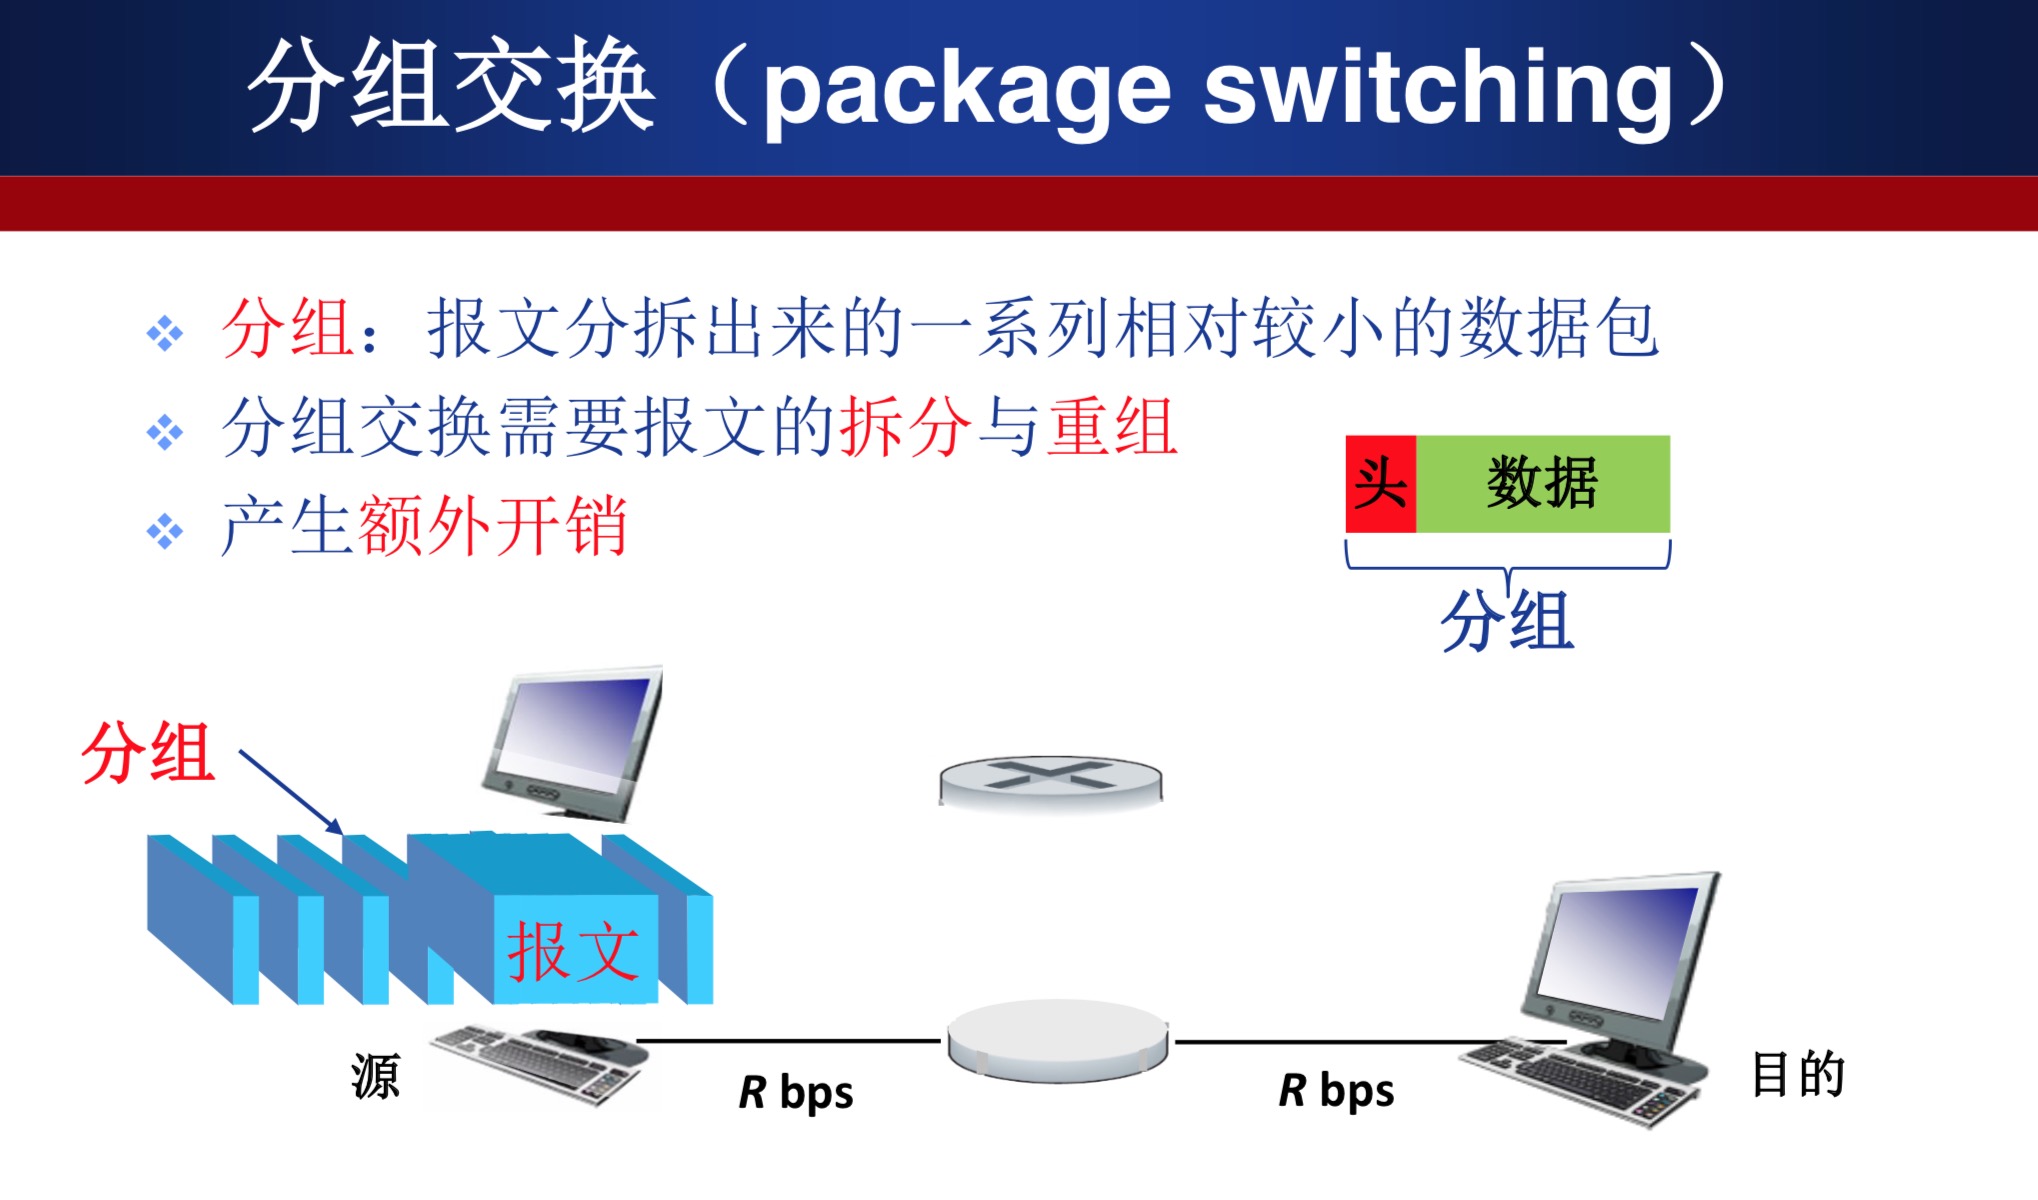 分组交换（package switching）
分组：报文分拆出来的一系列相对较小的数据包
分组交换需要报文的拆分与重组
产生额外开销
头 数据
分组
分组
报文
源
R bps
R bps
目的